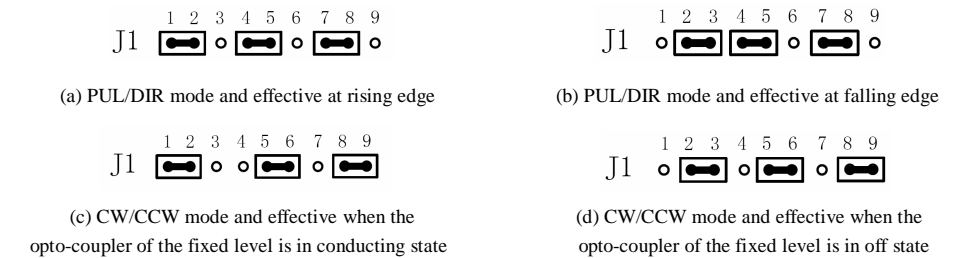 1 2 3 4 5 6 7 8 9
J1
(a) PUL/DIR mode and effective at rising edge
1 2 3 4 5 6 7 8 9
J1
(b) PUL/DIR mode and effective at falling edge
1 2 3 4 5 6 7 8 9
J1
(c) CW/CCW mode and effective when the
opto-coupler of the fixed level is in conducting state
1 2 3 4 5 6 7 8 9
J1
(d) CW/CCW mode and effective when the
opto-coupler of the fixed level is in off state